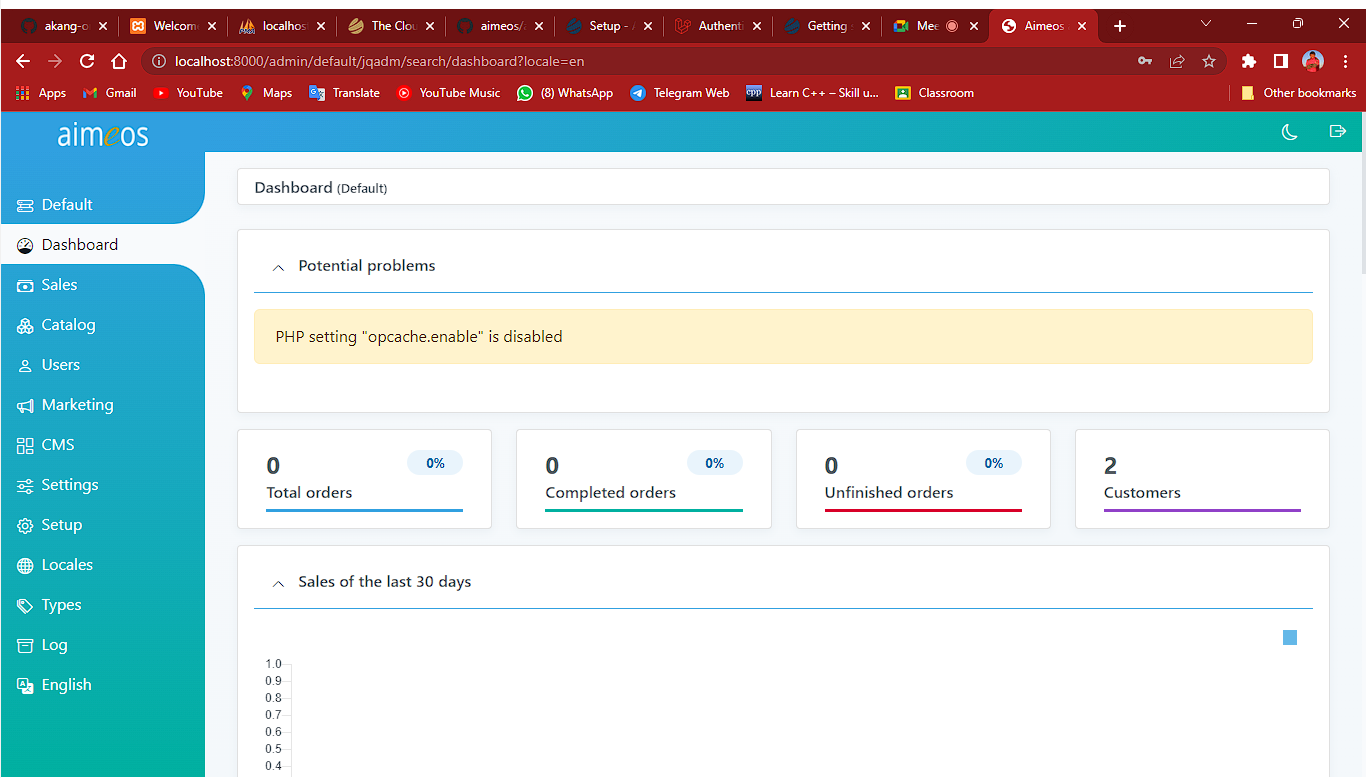 akang-o
Welcom
localhos
The Clou
aimeos/
Setup - A
Authenti
Getting
Mee
Aimeos
localhost:8000/admin/default/jqadm/search/dashboard?locale=en
Apps
Gmail
YouTube
Maps
Translate
YouTube Music
(8) WhatsApp
Telegram Web
Learn C++ – Skill u...
Classroom
Other bookmarks
aimeos
Default
Dashboard
Sales
Catalog
Users
Marketing
CMS
Settings
Setup
Locales
Types
Log
English
Dashboard (Default)
Potential problems
PHP setting "opcache.enable" is disabled
0 0%
Total orders
0 0%
Completed orders
0 0%
Unfinished orders
2
Customers
Sales of the last 30 days
1.0
0.9
0.8
0.7
0.6
0.5
0.4